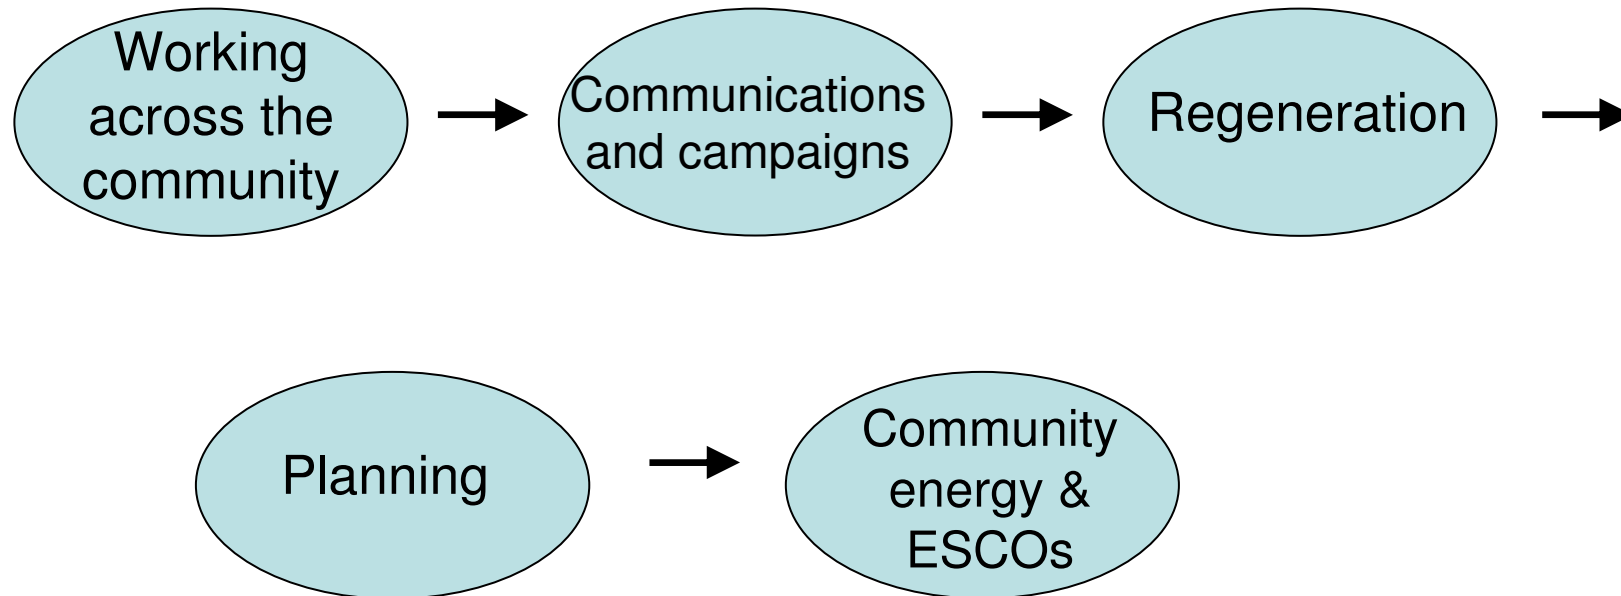 Working
across the
community
Communications
and campaigns
Regeneration
Planning
Community
energy &
ESCOs